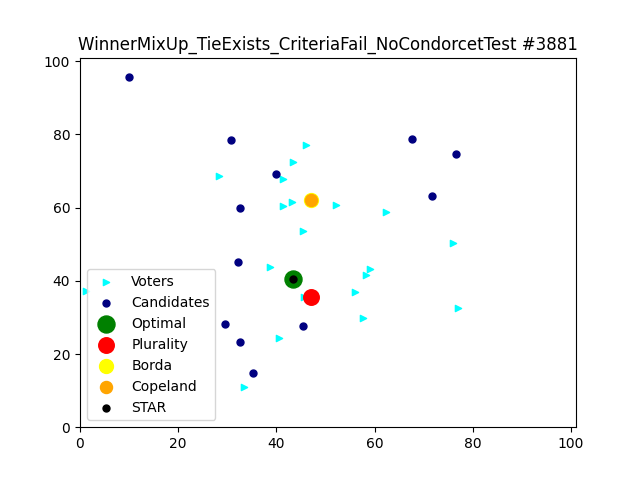 WinnerMixUp_TieExists_CriteriaFail_NoCondorcetTest #3881
100
80
60
40
20
0
Voters
Candidates
Optimal
Plurality
Borda
Copeland
STAR
0 20 40 60 80 100